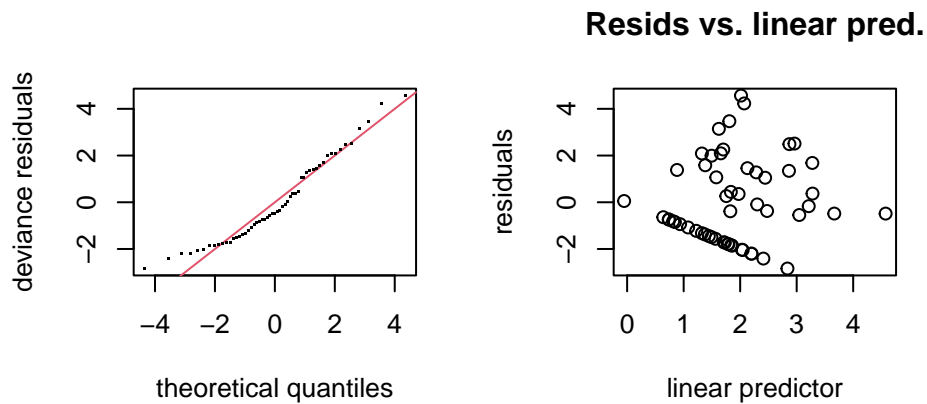 Resids vs. linear pred.
deviance residuals
4
2
0
−2
−4 −2 0 2 4
theoretical quantiles
residuals
4
2
0
−2
0 1 2 3 4
linear predictor